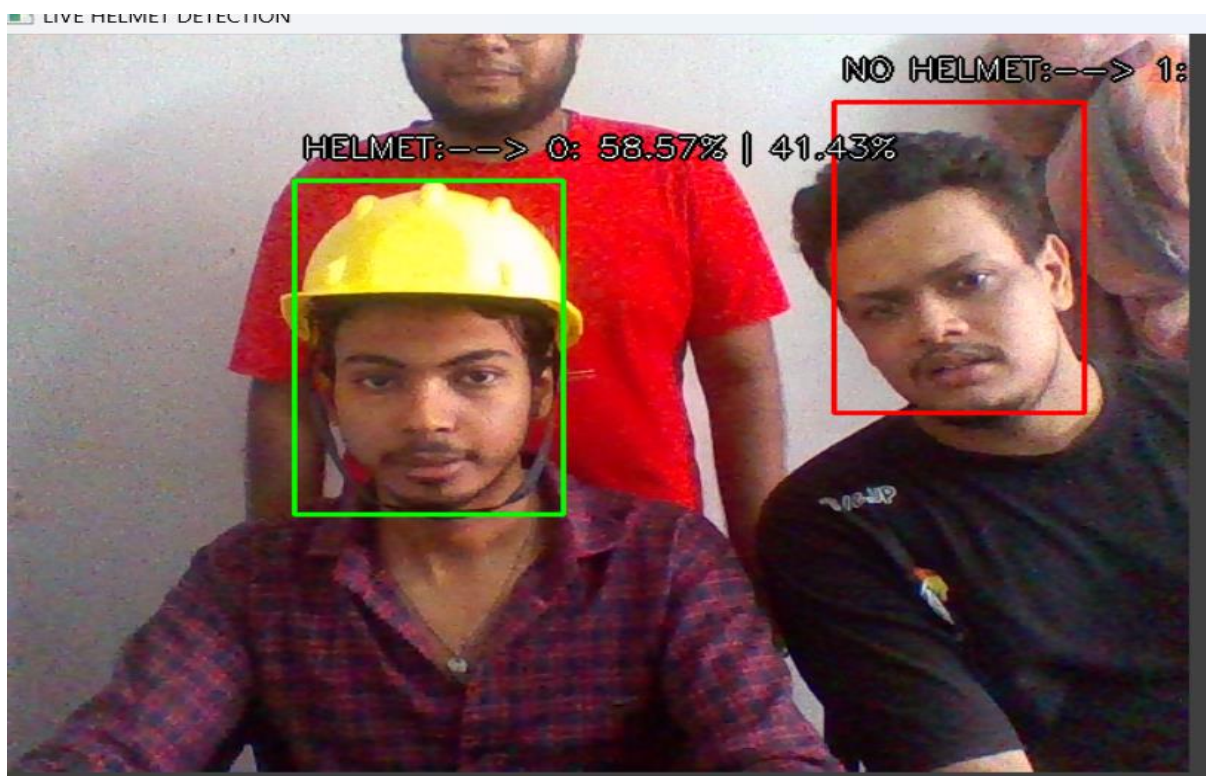 LIVE HELMET DETECTION
NO HELMET:--> 1:
HELMET:--> 0: 58.57% | 41.43%